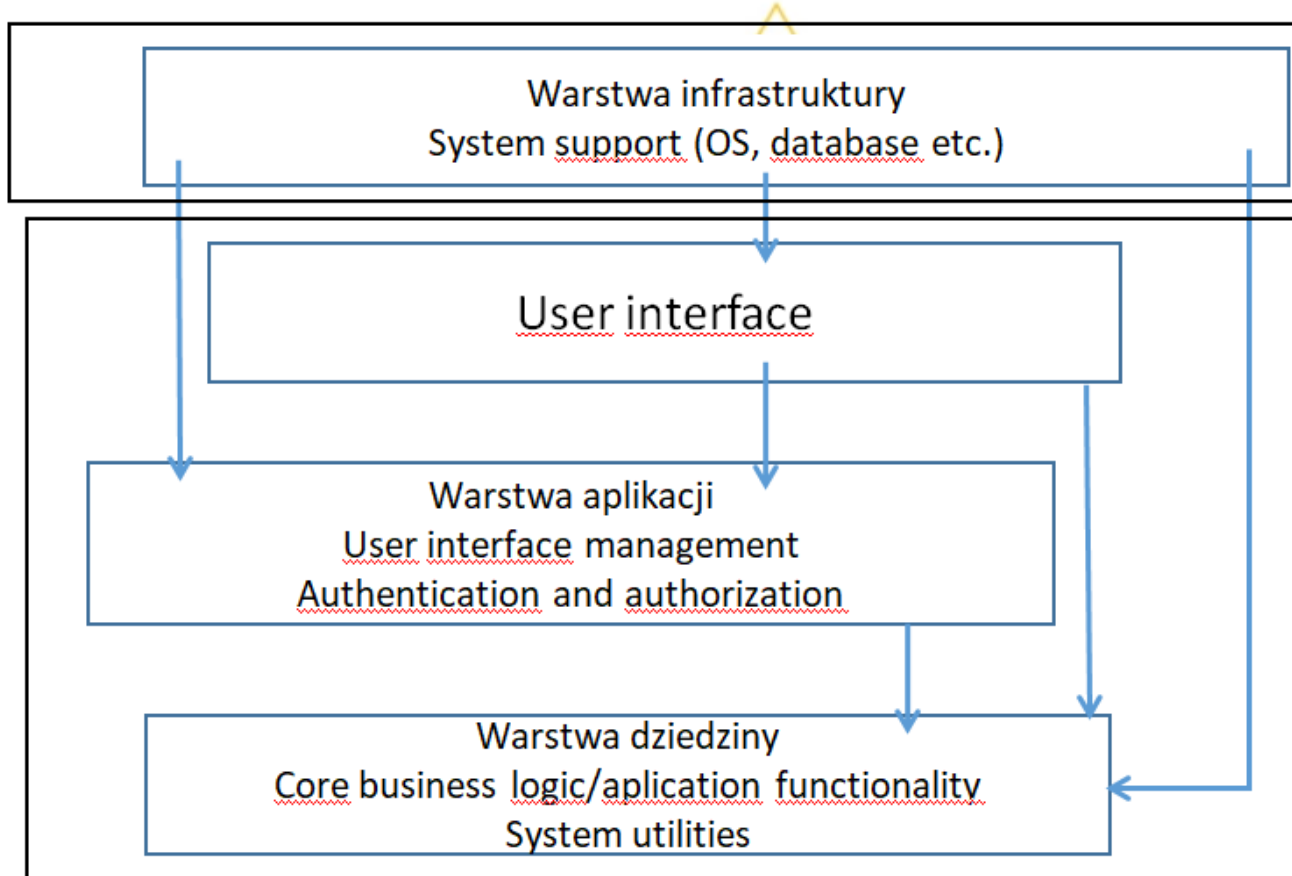 Warstwa infrastruktury
System support (OS, database etc.)
User interface
Warstwa aplikacji
User interface management
Authentication and authorization
Warstwa dziedziny
Core business logic/aplication functionality
System utilities